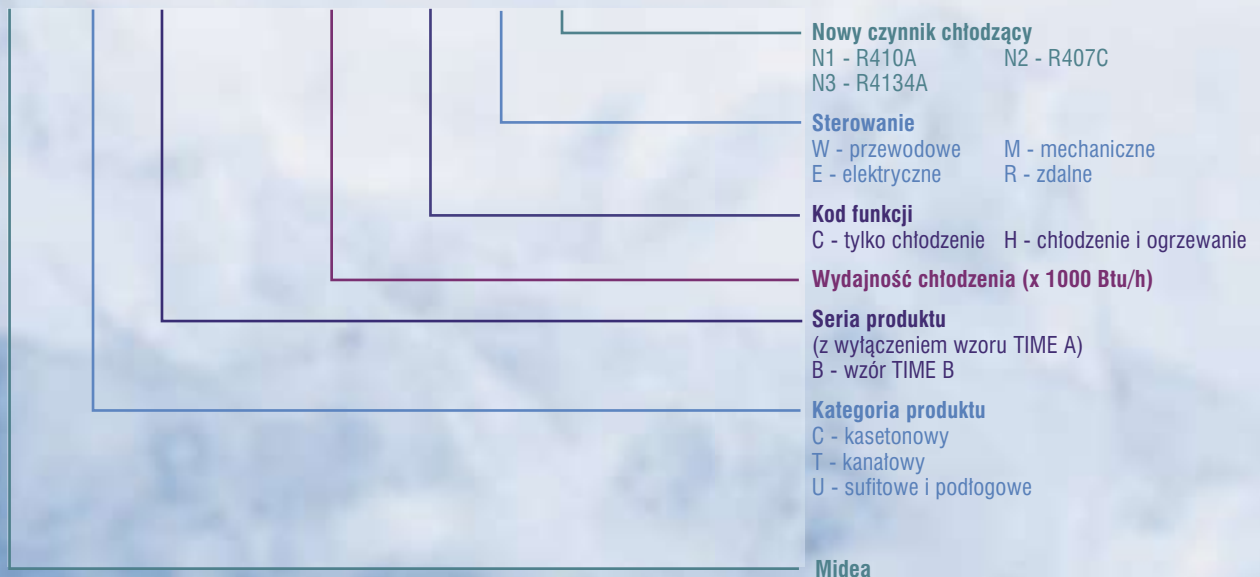 Nowy czynnik chłodzący
N1 - R410A N2 - R407C
N3 - R4134A
Sterowanie
W - przewodowe M - mechaniczne
E - elektryczne R - zdalne
Kod funkcji
C - tylko chłodzenie H - chłodzenie i ogrzewanie
Wydajność chłodzenia (x 1000 Btu/h)
Seria produktu
(z wyłączeniem wzoru TIME A)
B - wzór TIME B
Kategoria produktu
C - kasetonowy
T - kanałowy
U - sufitowe i podłogowe
Midea